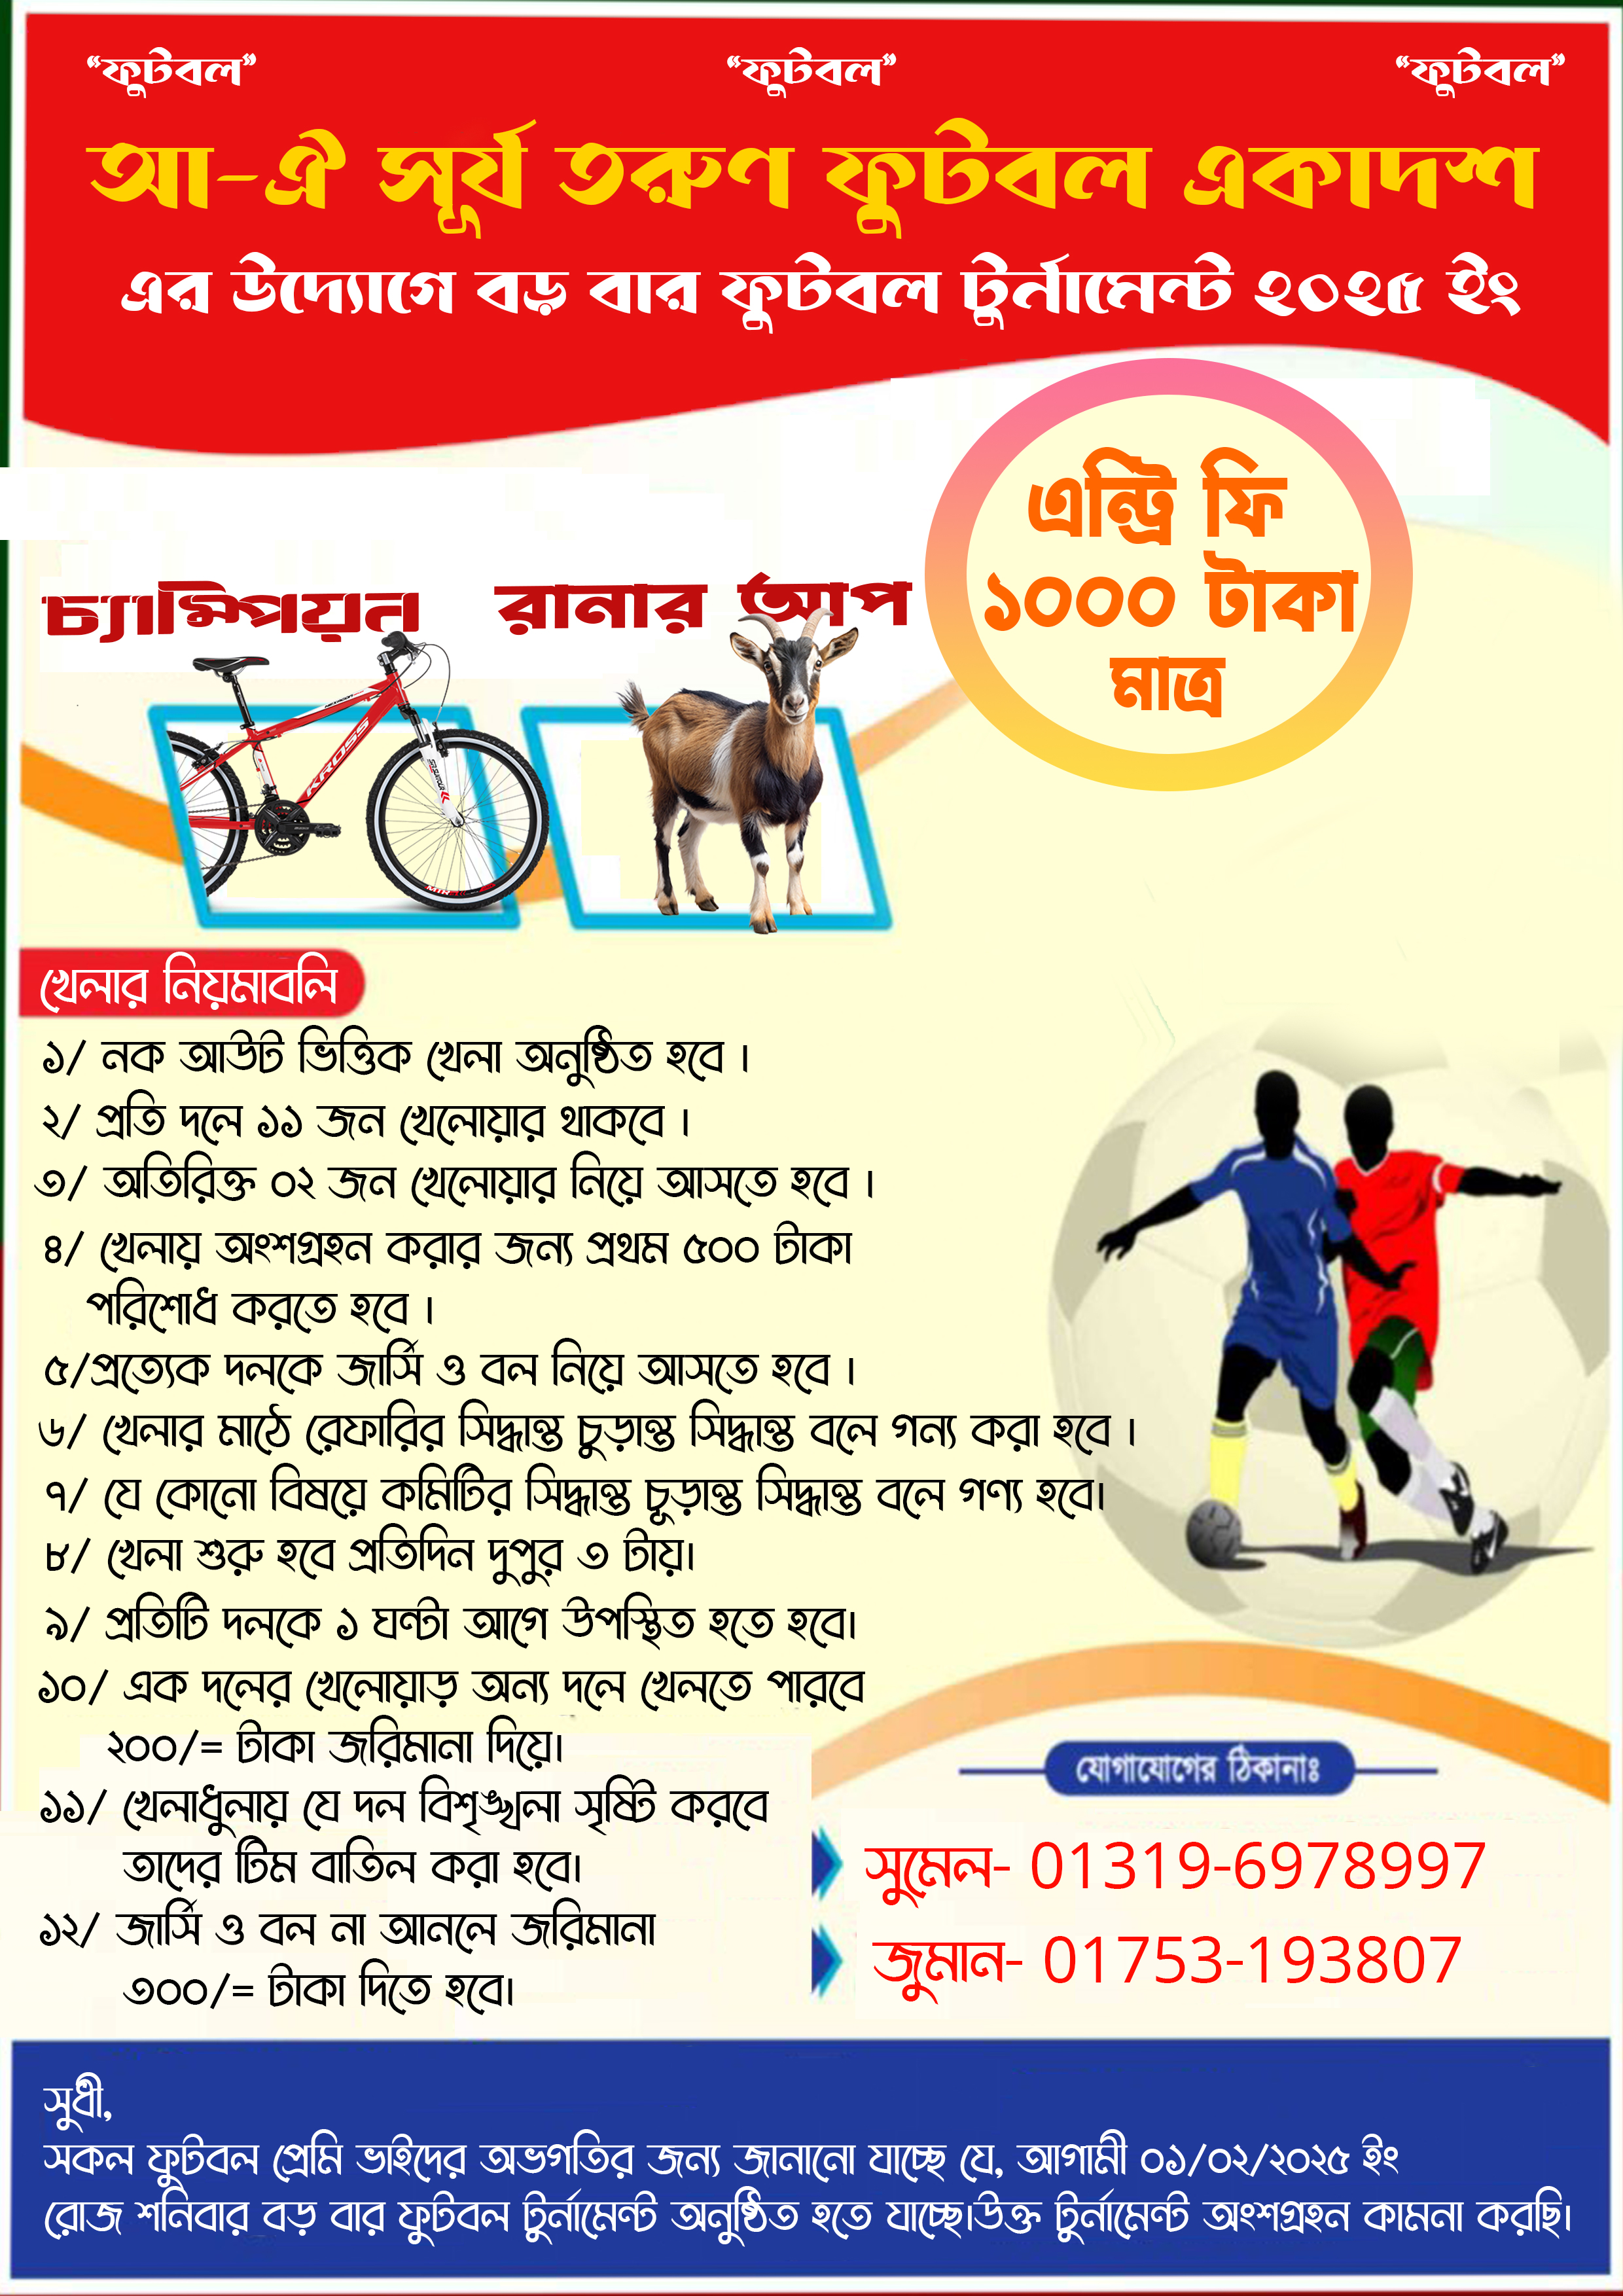 “ফুটবল” “ফুটবল” “ফুটবল”
আ-ঐ সূর্য তরুণ ফুটবল একাদশ
এর উদ্যোগে বড় বার ফুটবল টুর্নামেন্ট ২০২৫ ইং
এন্ট্রি ফি
১০০০ টাকা
মাত্র
চ্যাম্পিয়ন রানার আপ
KROSS
খেলার নিয়মাবলি
১/ নক আউট ভিত্তিক খেলা অনুষ্ঠিত হবে ।
২/ প্রতি দলে ১১ জন খেলোয়ার থাকবে ।
৩/ অতিরিক্ত ০২ জন খেলোয়ার নিয়ে আসতে হবে ।
৪/ খেলায় অংশগ্রহন করার জন্য প্রথম ৫০০ টাকা
পরিশোধ করতে হবে ।
৫/প্রত্যেক দলকে জার্সি ও বল নিয়ে আসতে হবে ।
৬/ খেলার মাঠে রেফারির সিদ্ধান্ত চুড়ান্ত সিদ্ধান্ত বলে গন্য করা হবে ।
৭/ যে কোনো বিষয়ে কমিটির সিদ্ধান্ত চূড়ান্ত সিদ্ধান্ত বলে গণ্য হবে।
৮/ খেলা শুরু হবে প্রতিদিন দুপুর ৩ টায়।
৯/ প্রতিটি দলকে ১ ঘন্টা আগে উপস্থিত হতে হবে।
১০/ এক দলের খেলোয়াড় অন্য দলে খেলতে পারবে
২০০/= টাকা জরিমানা দিয়ে।
১১/ খেলাধুলায় যে দল বিশৃঙ্খলা সৃষ্টি করবে
তাদের টিম বাতিল করা হবে।
১২/ জার্সি ও বল না আনলে জরিমানা
৩০০/= টাকা দিতে হবে।
যোগাযোগের ঠিকানাঃ
সুমেল- 01319-6978997
জুমান- 01753-193807
সুধী,
সকল ফুটবল প্রেমি ভাইদের অভগতির জন্য জানানো যাচ্ছে যে, আগামী ০১/০২/২০২৫ ইং
রোজ শনিবার বড় বার ফুটবল টুর্নামেন্ট অনুষ্ঠিত হতে যাচ্ছে।উক্ত টুর্নামেন্ট অংশগ্রহন কামনা করছি।